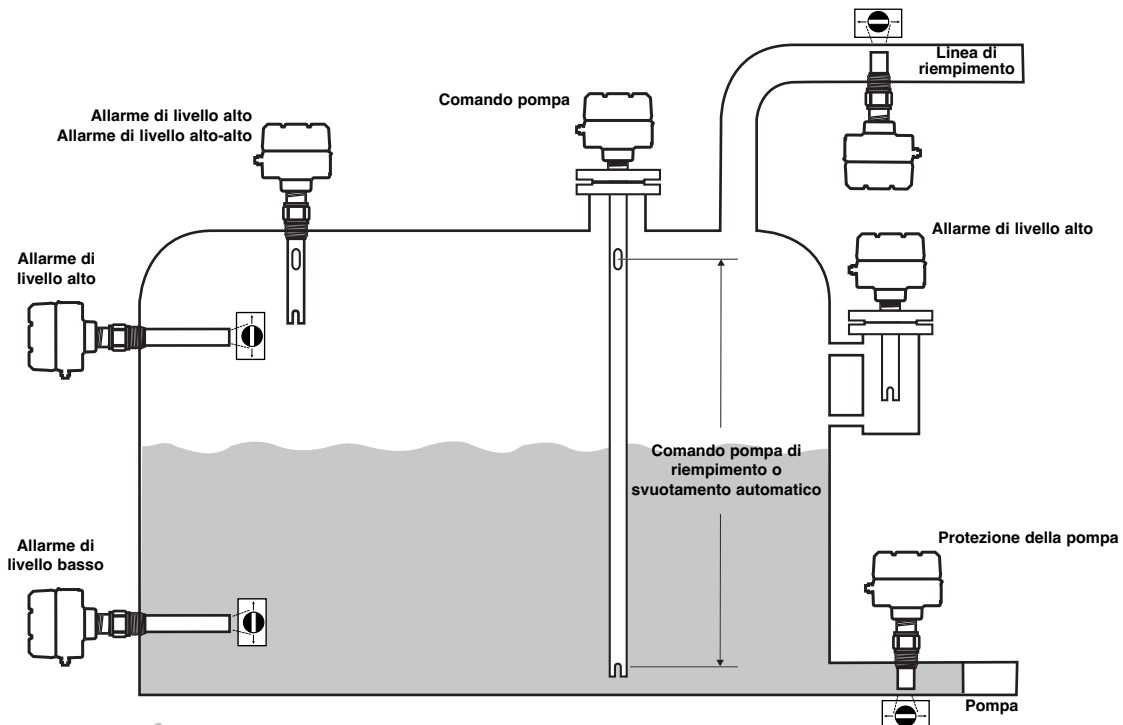 Linea di
riempimento
Comando pompa
Allarme di livello alto
Allarme di livello alto-alto
Allarme di livello alto
Allarme di
livello alto
Comando pompa di
riempimento o
svuotamento automatico
Protezione della pompa
Allarme di
livello basso
Pompa